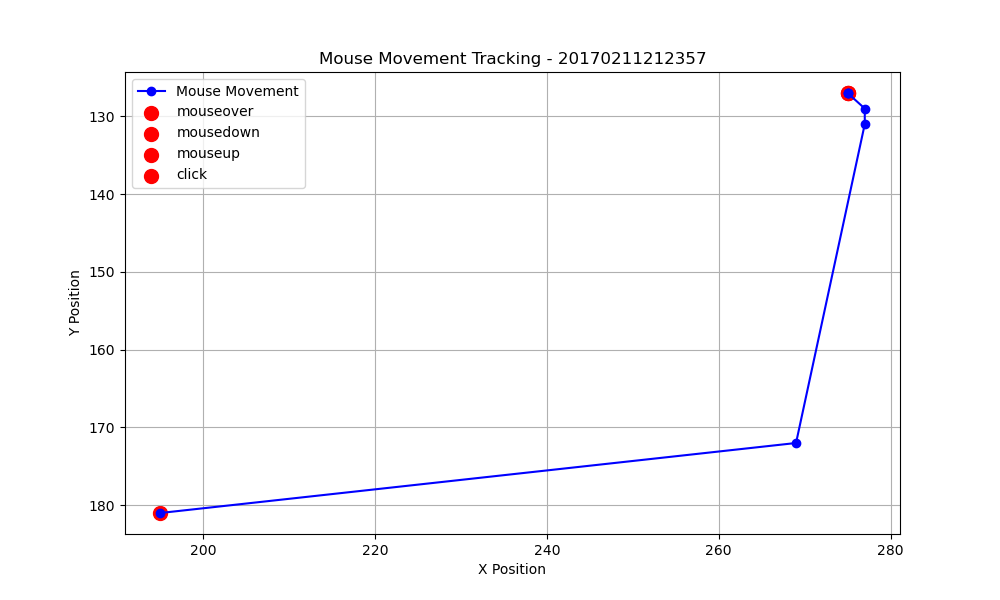 Mouse Movement Tracking - 20170211212357
Mouse Movement
mouseover
mousedown
mouseup
click
130
140
150
160
170
180
Y Position
200
220
240
260
280
X Position